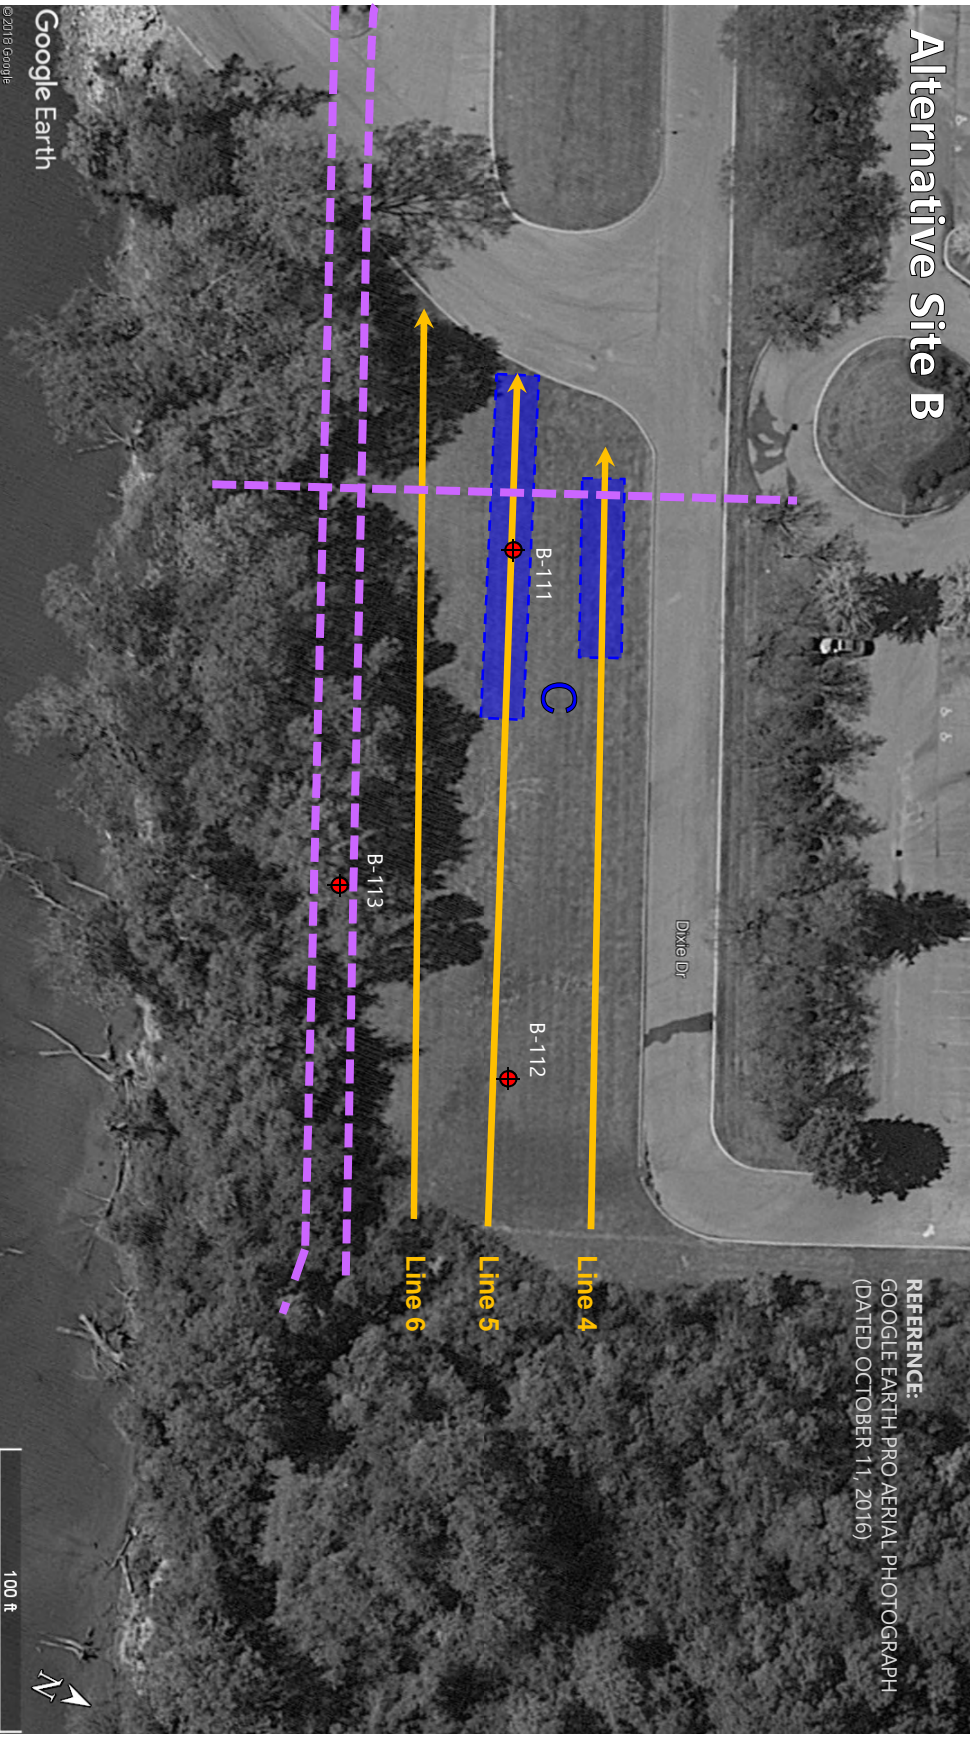 Alternative Site B
REFERENCE:
GOOGLE EARTH PRO AERIAL PHOTOGRAPH
(DATED OCTOBER 11, 2016)
Dixie Dr
Line 4
B-111
C
B-112
Line 5
Line 6
B-113
Google Earth
© 2018 Google
100 ft
N